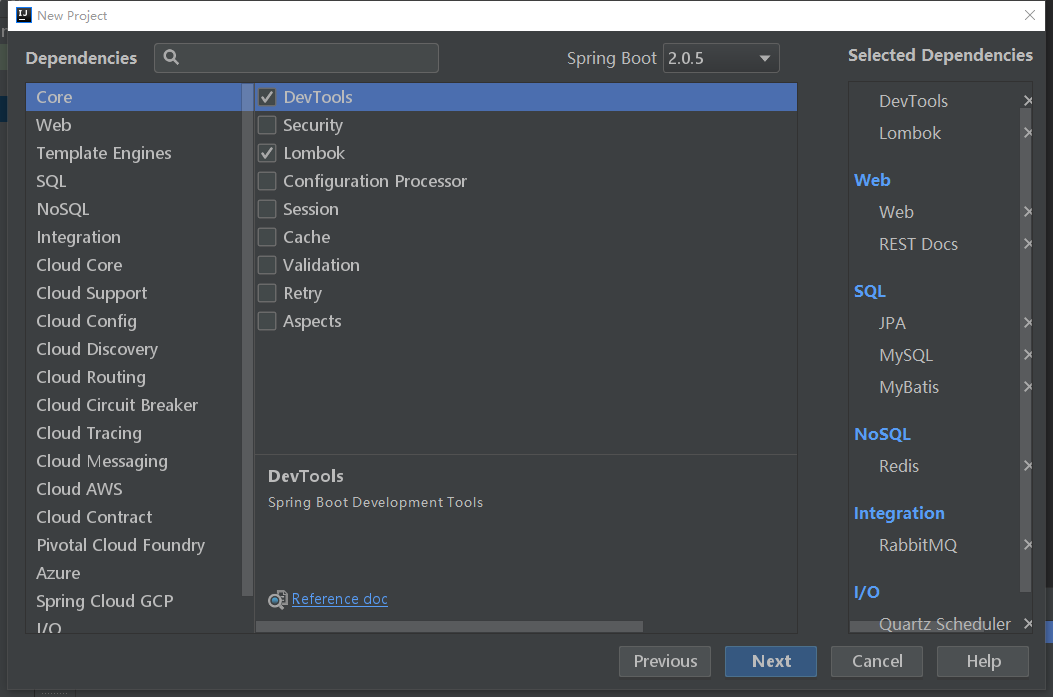 New Project
Dependencies
Spring Boot 2.0.5
Selected Dependencies
Core
Web
Template Engines
SQL
NoSQL
Integration
Cloud Core
Cloud Support
Cloud Config
Cloud Discovery
Cloud Routing
Cloud Circuit Breaker
Cloud Tracing
Cloud Messaging
Cloud AWS
Cloud Contract
Pivotal Cloud Foundry
Azure
Spring Cloud GCP
I/O
DevTools
Security
Lombok
Configuration Processor
Session
Cache
Validation
Retry
Aspects
DevTools
Spring Boot Development Tools
Reference doc
DevTools
Lombok
Web
Web
REST Docs
SQL
JPA
MySQL
MyBatis
NoSQL
Redis
Integration
RabbitMQ
I/O
Quartz Scheduler
Previous
Next
Cancel
Help